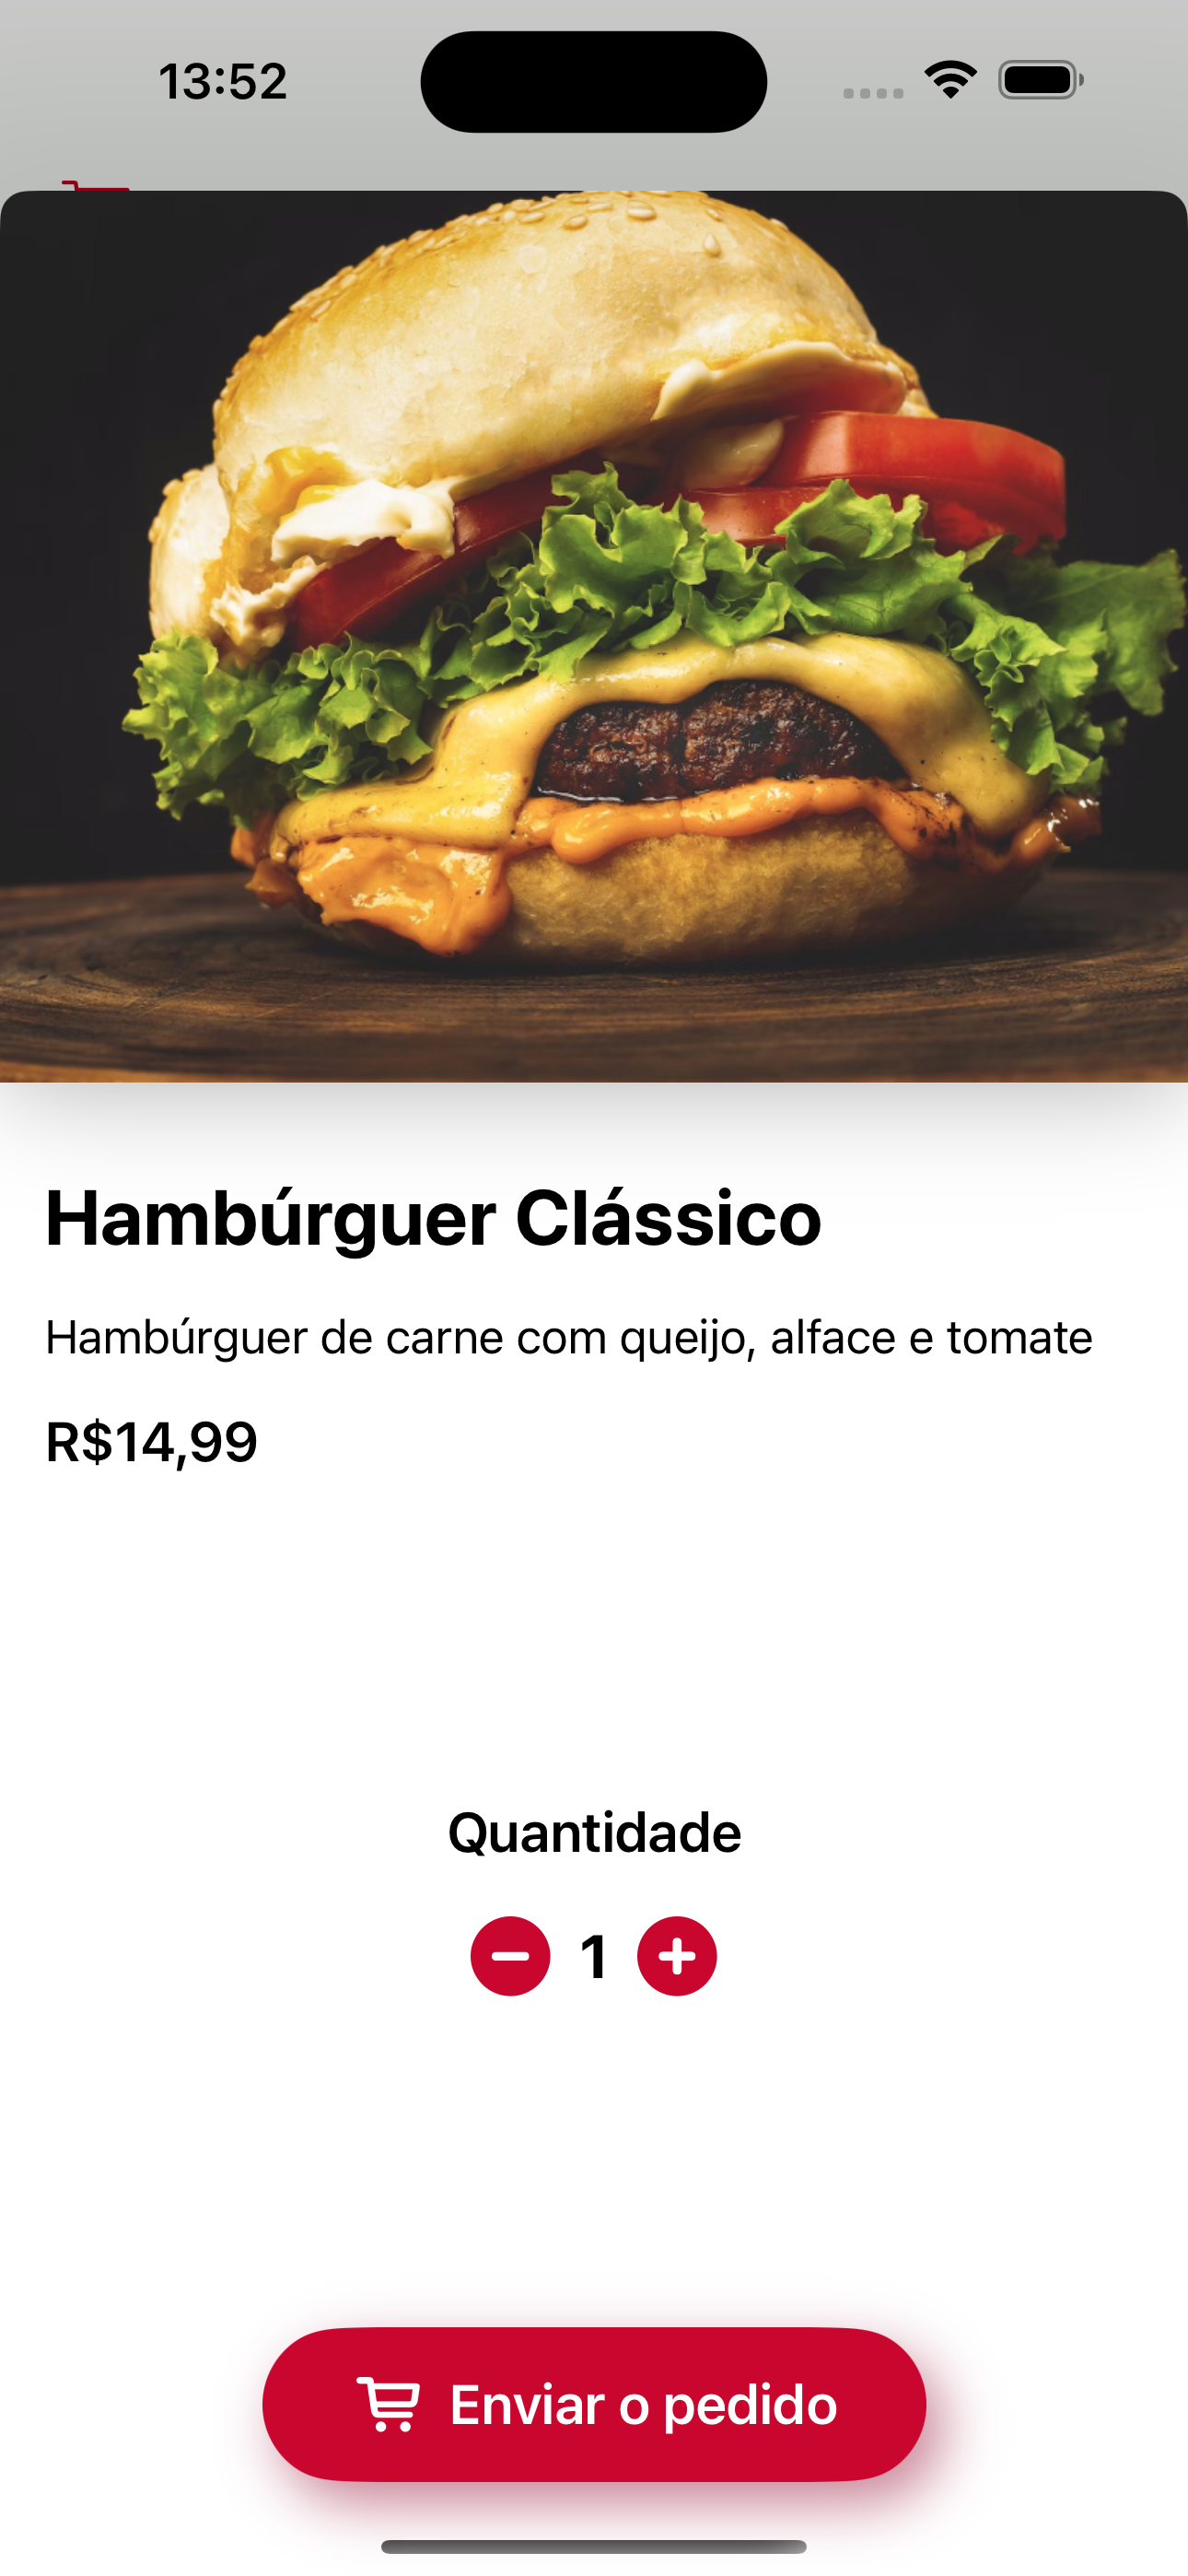 13:52
Hambúrguer Clássico
Hambúrguer de carne com queijo, alface e tomate
R$14,99
Quantidade
1
Enviar o pedido